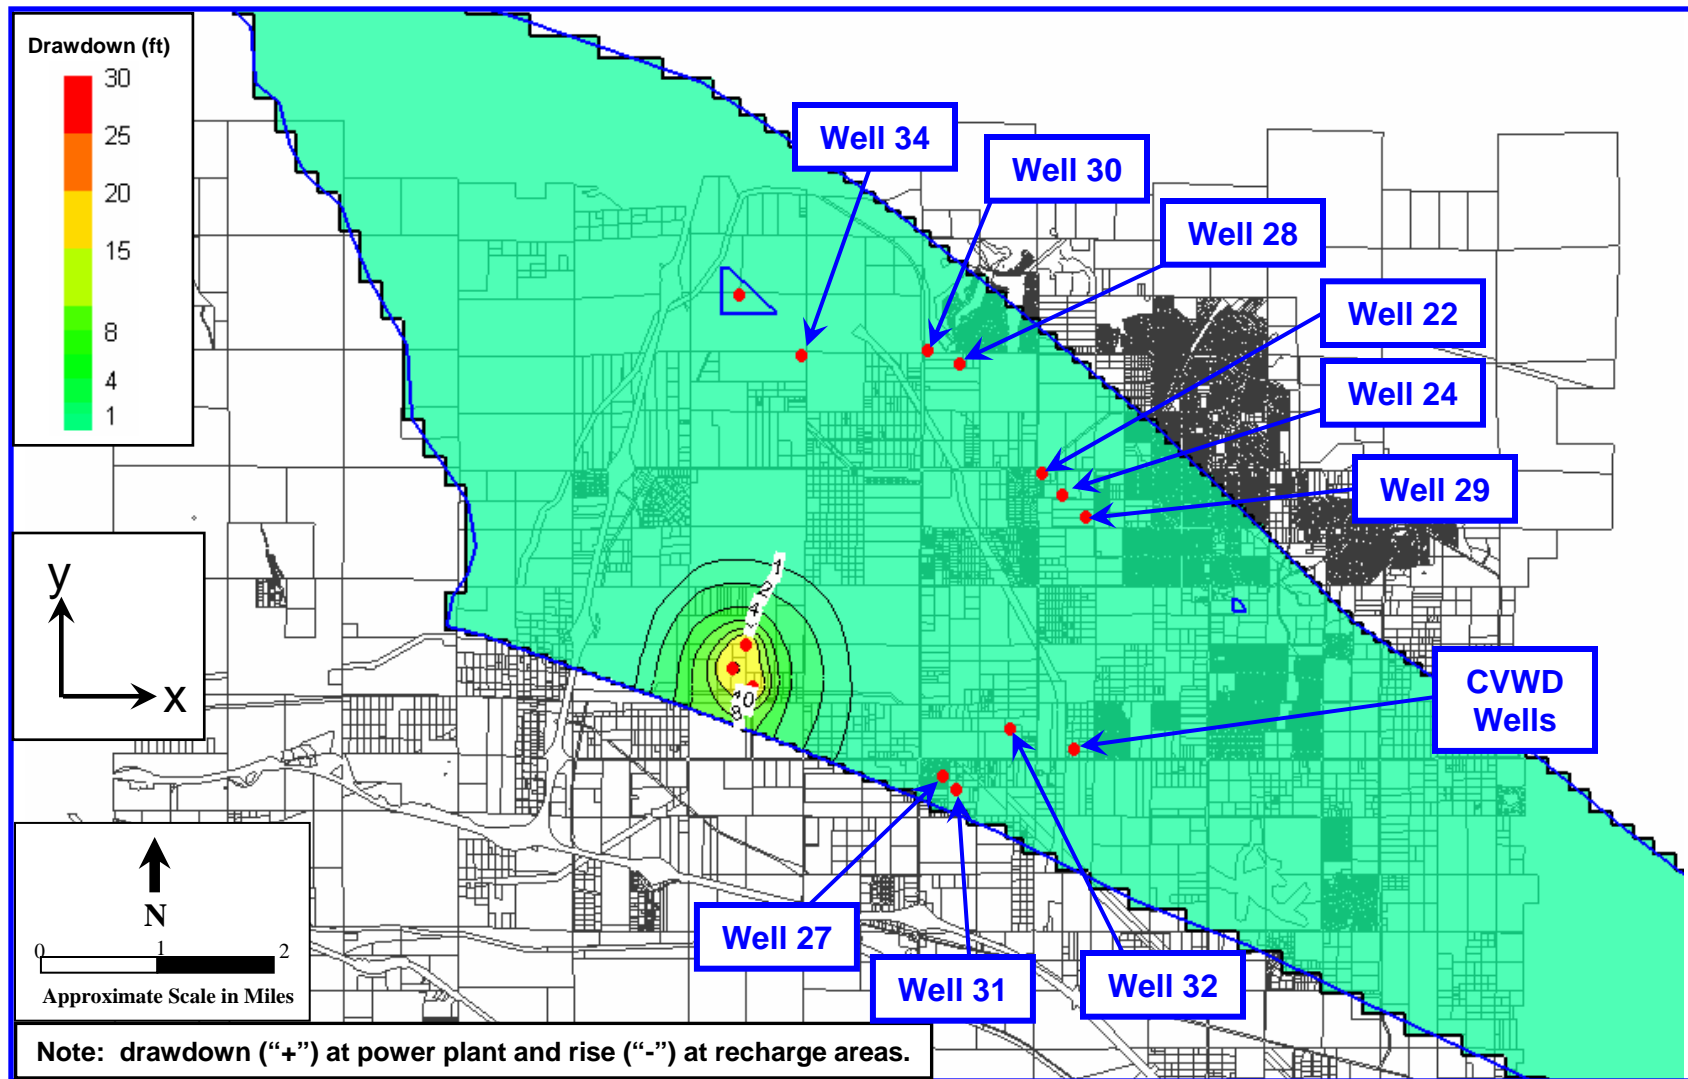 Drawdown (ft)
30
25
20
15
8
4
1
Well 34
Well 30
Well 28
Well 22
Well 24
Well 29
1
2
4
10
8
y
x
CVWD
Wells
Well 27
Well 31
Well 32
N
0 1 2
Approximate Scale in Miles
Note: drawdown (“+”) at power plant and rise (“-”) at recharge areas.